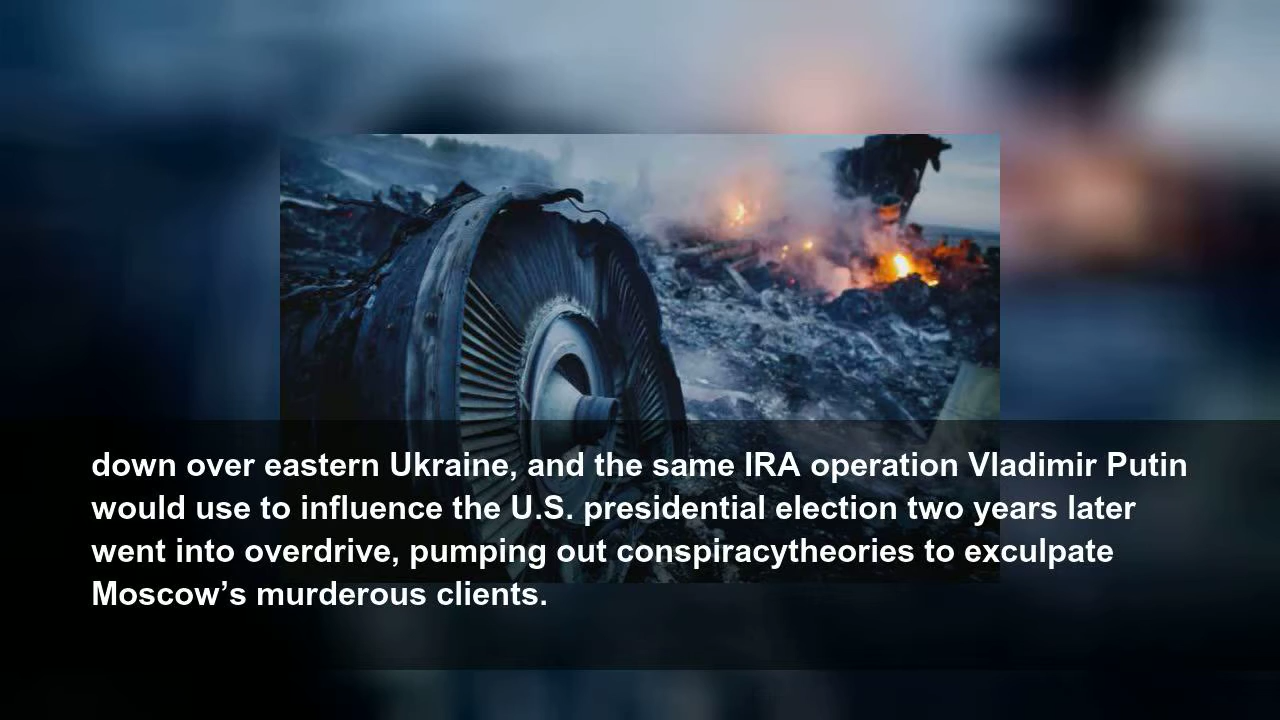 down over eastern Ukraine, and the same IRA operation Vladimir Putin
would use to influence the U.S. presidential election two years later
went into overdrive, pumping out conspiracytheories to exculpate
Moscow’s murderous clients.